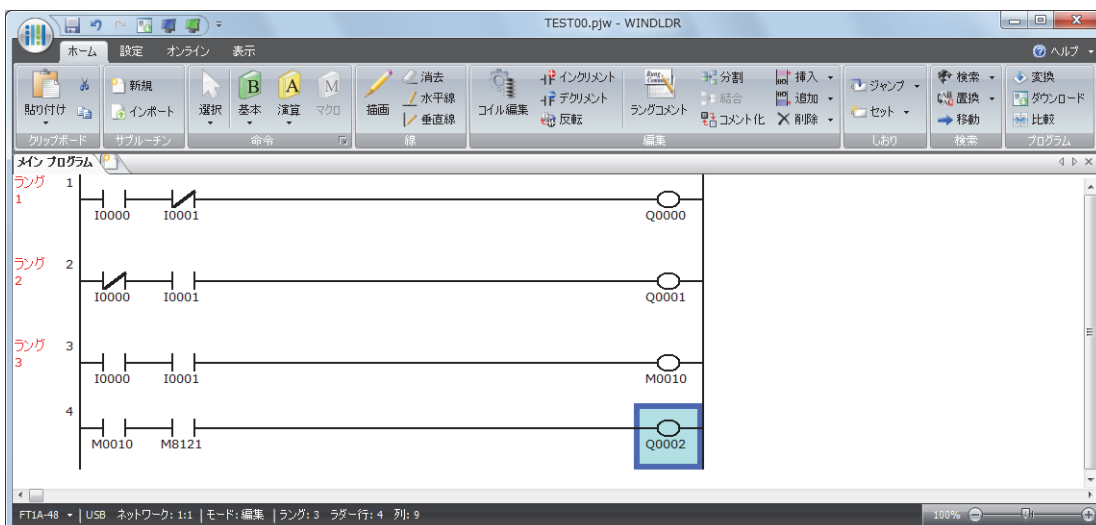 TEST00.pjw - WINDLDR
ホーム 設定 オンライン 表示 ヘルプ
貼り付け
クリップボード
新規
インポート
サブルーチン
選択 基本 演算 マクロ
B A M
命令
描画
消去
水平線
垂直線
線
コイル編集
インクリメント
デクリメント
反転
ラングコメント
分割
結合
コメント化
挿入
追加
削除
編集
ジャンプ
セット
しおり
検索
置換
移動
検索
変換
ダウンロード
比較
プログラム
メイン プログラム
ラング 1
1
I0000 I0001 Q0000
ラング 2
2
I0000 I0001 Q0001
ラング 3
3
I0000 I0001 M0010
4
M0010 M8121 Q0002
FT1A-48 USB ネットワーク: 1:1 モード: 編集 ラング: 3 ラダー行: 4 列: 9 100%